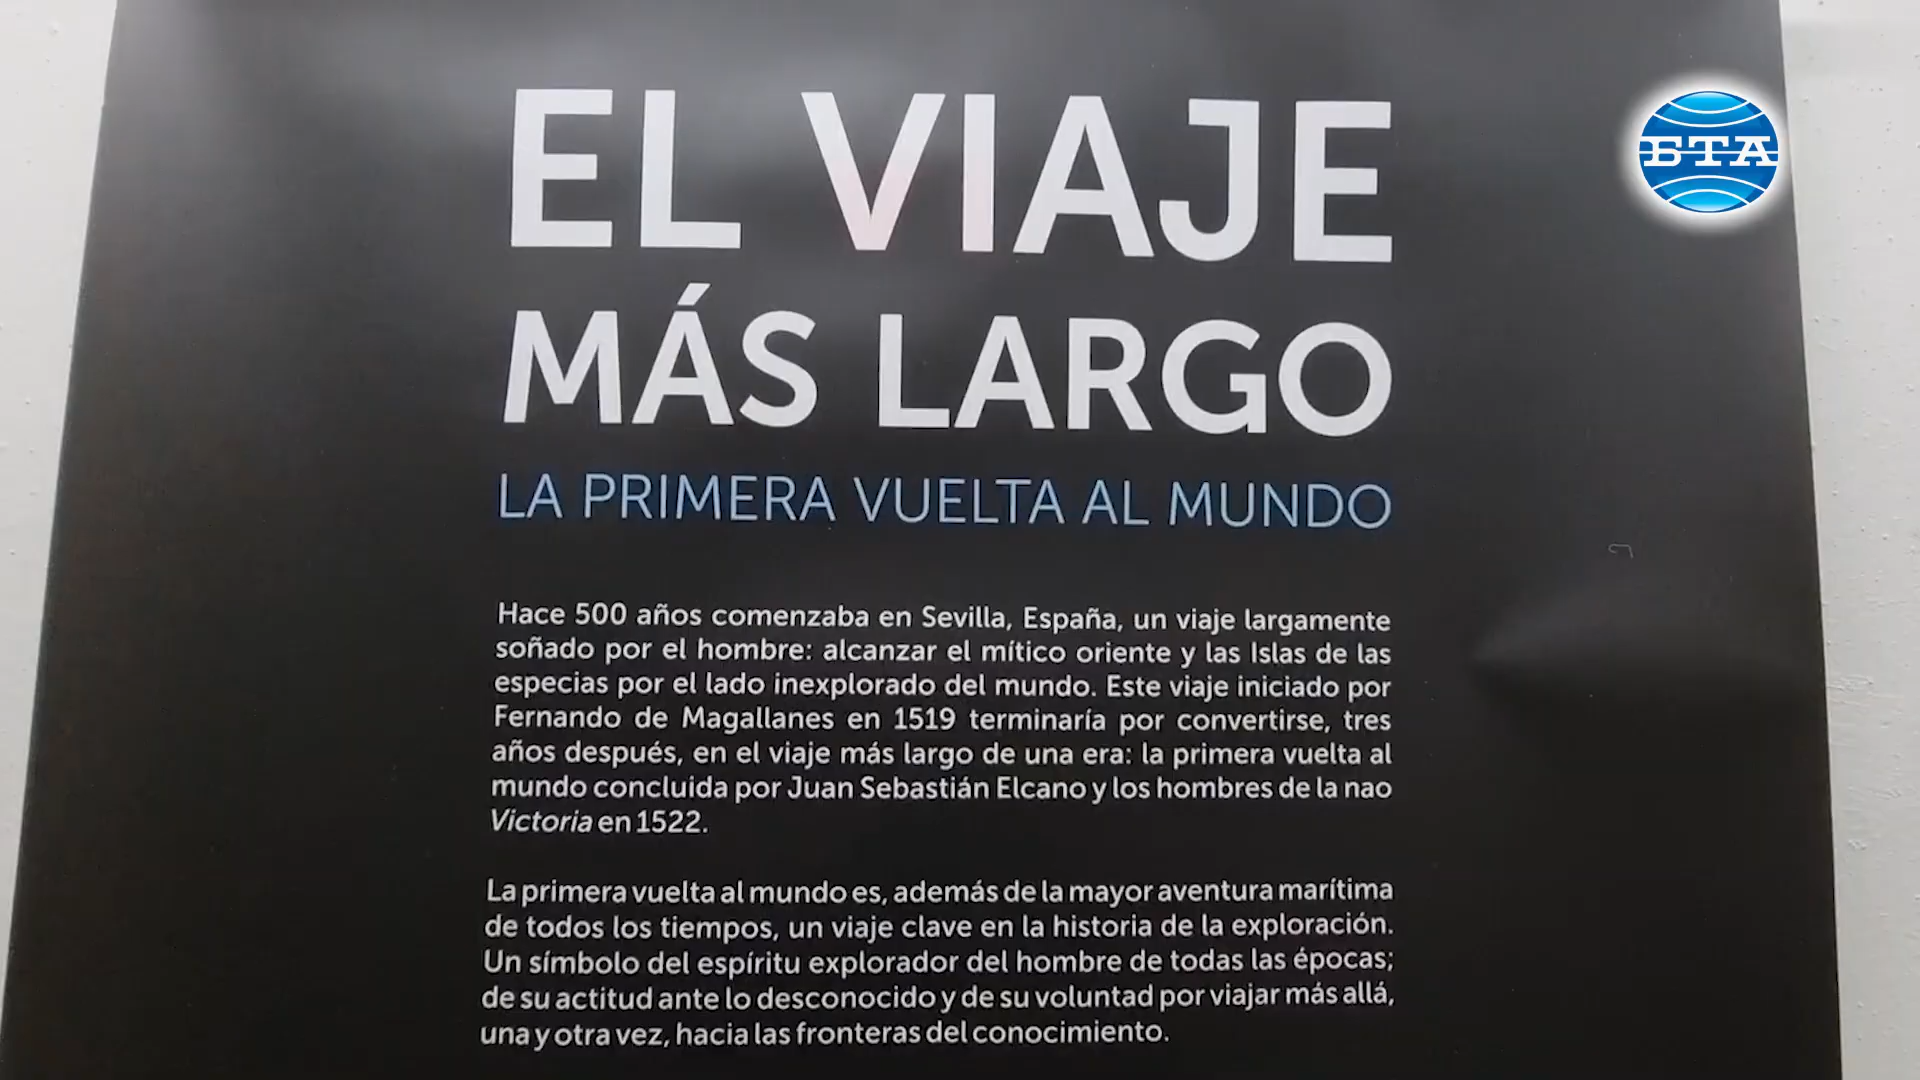 EL VIAJE
MÁS LARGO
LA PRIMERA VUELTA AL MUNDO
Hace 500 años comenzaba en Sevilla, España, un viaje largamente
soñado por el hombre: alcanzar el mítico oriente y las Islas de las
especias por el lado inexplorado del mundo. Este viaje iniciado por
Fernando de Magallanes en 1519 terminaría por convertirse, tres
años después, en el viaje más largo de una era: la primera vuelta al
mundo concluida por Juan Sebastián Elcano y los hombres de la nao
Victoria en 1522.
La primera vuelta al mundo es, además de la mayor aventura marítima
de todos los tiempos, un viaje clave en la historia de la exploración.
Un símbolo del espíritu explorador del hombre de todas las épocas;
de su actitud ante lo desconocido y de su voluntad por viajar más allá,
una y otra vez, hacia las fronteras del conocimiento.
БТА